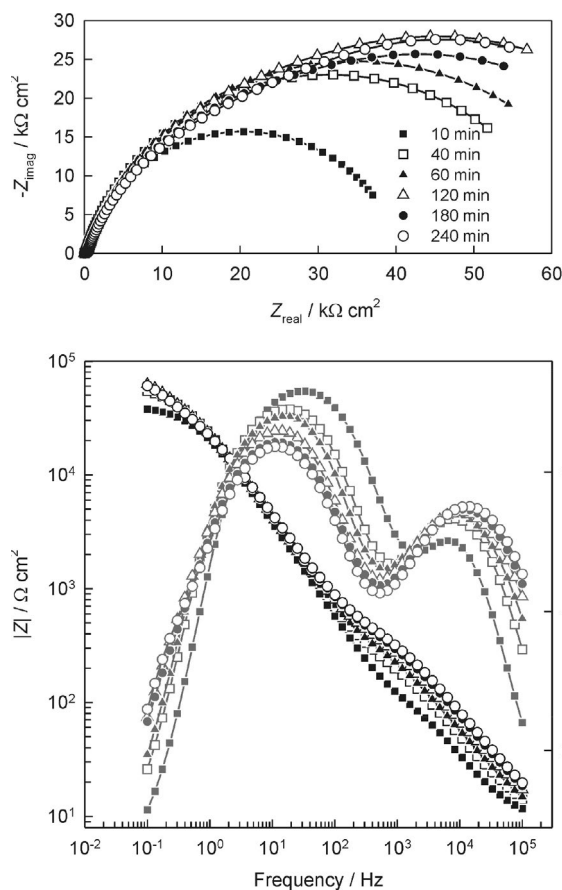 30
25
20
15
10
5
0
-Zimag / kΩ cm²
10 min
40 min
60 min
120 min
180 min
240 min
0 10 20 30 40 50 60
Zreal / kΩ cm²
10⁵
10⁴
10³
10²
10¹
|Z| / Ω cm²
10⁻² 10⁻¹ 10⁰ 10¹ 10² 10³ 10⁴ 10⁵
Frequency / Hz